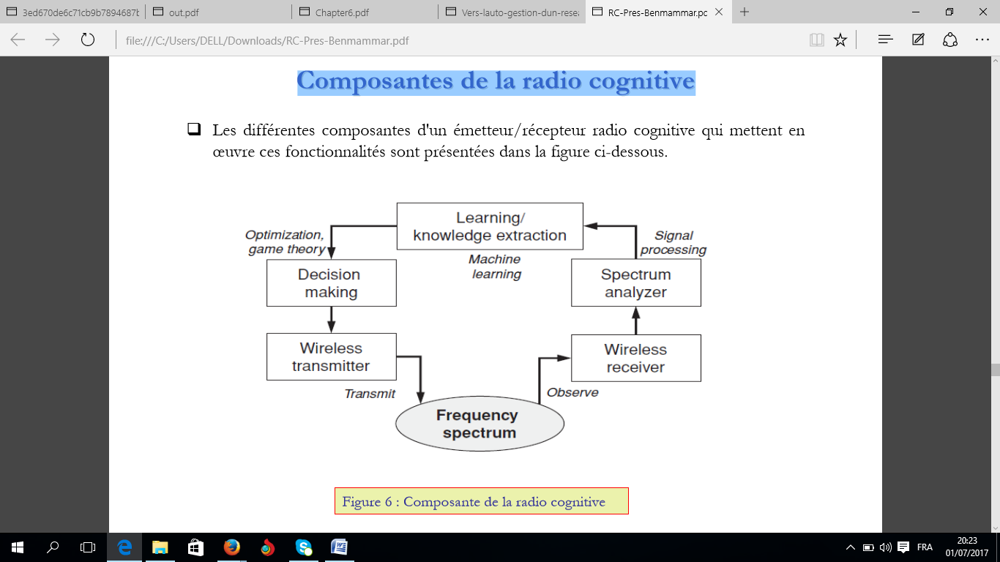 3ed670de6c71cb9b7894687b
out.pdf
Chapter6.pdf
Vers-lauto-gestion-dun-resea
RC-Pres-Benmammar.pd
file:///C:/Users/DELL/Downloads/RC-Pres-Benmammar.pdf
Composantes de la radio cognitive
Les différentes composantes d'un émetteur/récepteur radio cognitive qui mettent en
œuvre ces fonctionnalités sont présentées dans la figure ci-dessous.
Learning/
knowledge extraction
Optimization,
game theory
Machine
learning
Signal
processing
Decision
making
Spectrum
analyzer
Wireless
transmitter
Wireless
receiver
Transmit
Observe
Frequency
spectrum
Figure 6 : Composante de la radio cognitive
FRA
20:23
01/07/2017